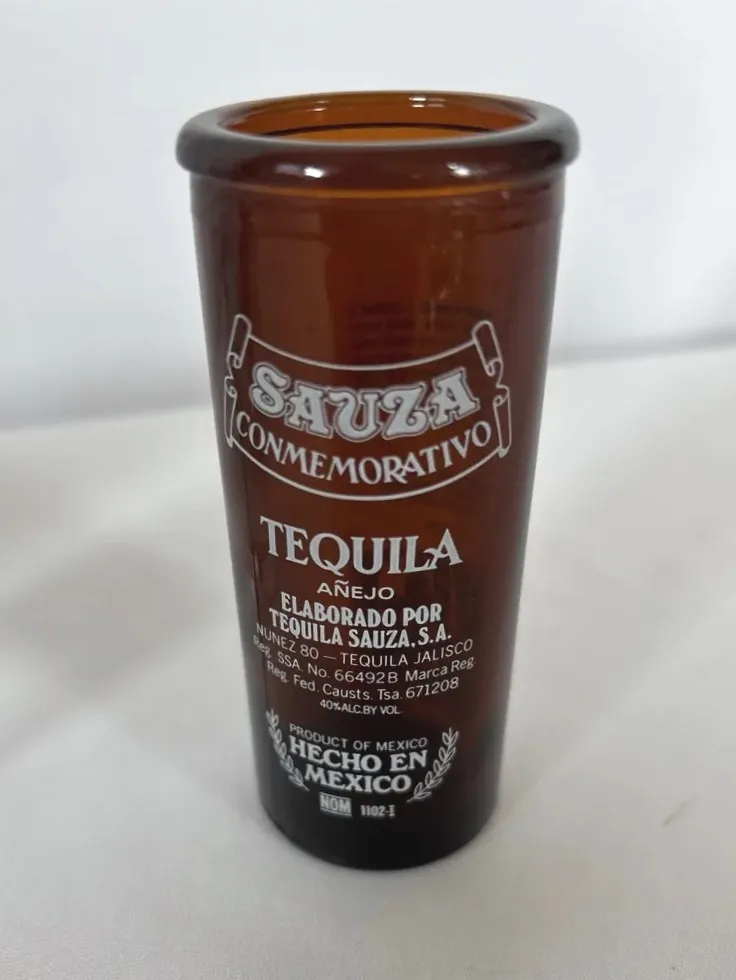 SAUZA
CONMEMORATIVO
TEQUILA
AÑEJO
ELABORADO POR
TEQUILA SAUZA, S.A.
NUNEZ 80 — TEQUILA JALISCO
Reg. SSA. No. 66492B Marca Reg.
Reg. Fed. Causts. Tsa. 671208
40% ALC. BY VOL.
PRODUCT OF MEXICO
HECHO EN
MEXICO
NOM 1102-I